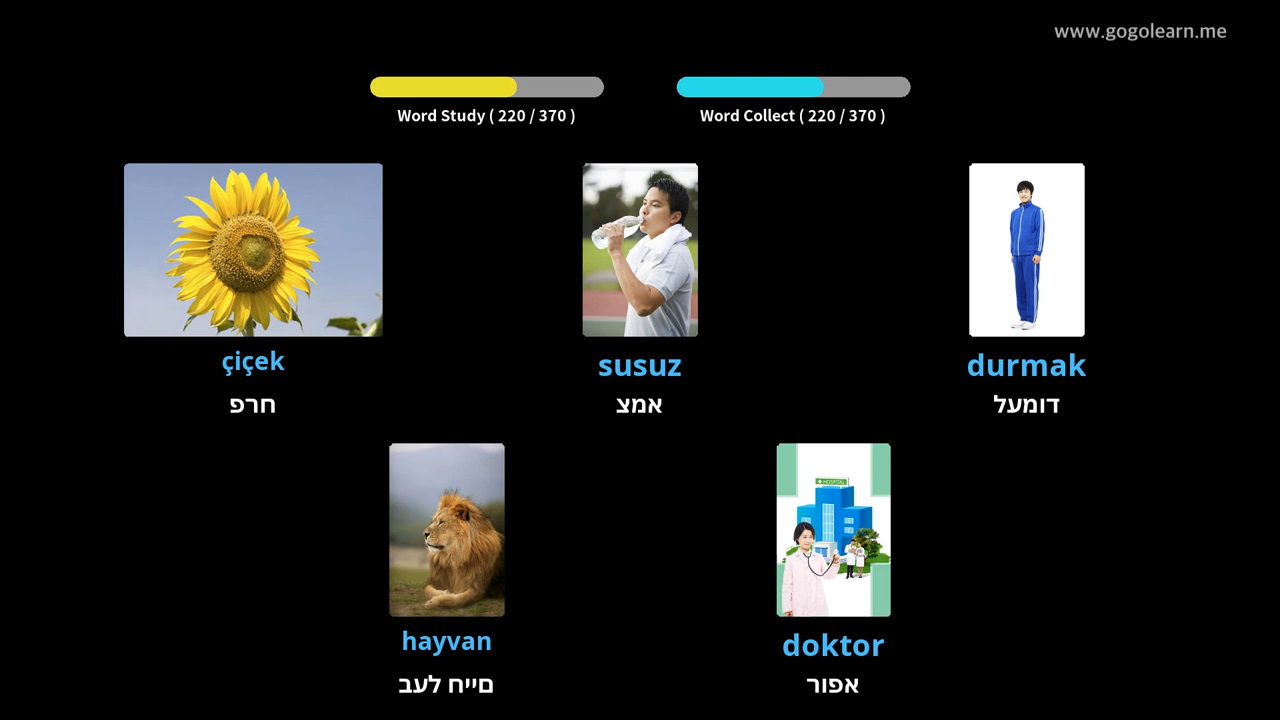 www.gogolearn.me
Word Study ( 220 / 370 )
Word Collect ( 220 / 370 )
çiçek
susuz
durmak
חרפ
אמצ
דומעל
HOSPITAL
hayvan
doktor
םייח לעב
אפור